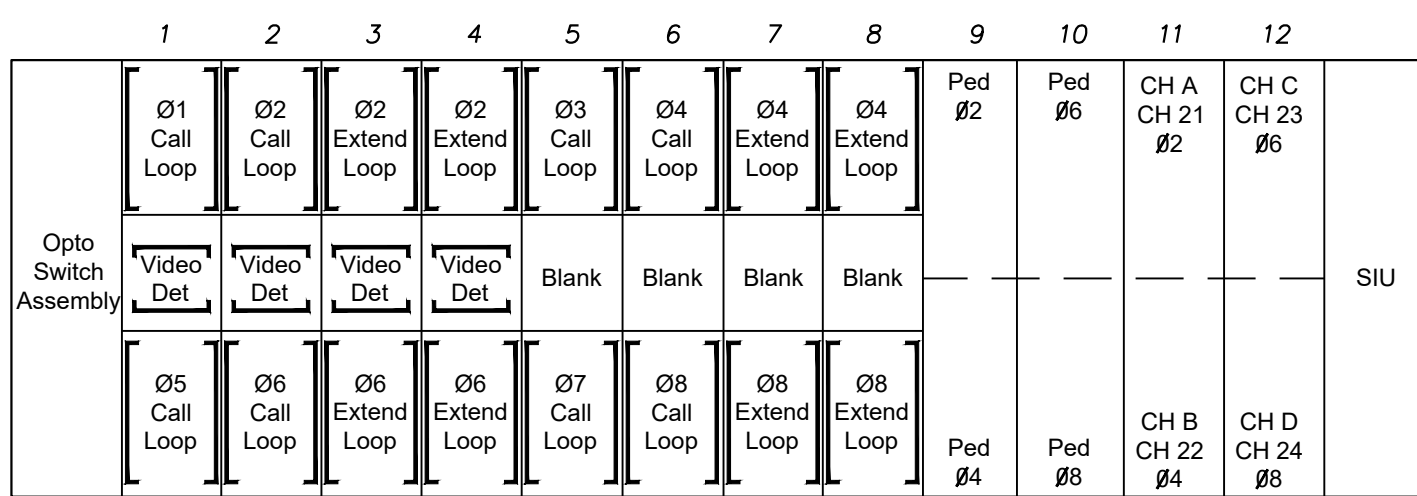 1 2 3 4 5 6 7 8 9 10 11 12
Opto
Switch
Assembly
Ø1
Call
Loop
Ø2
Call
Loop
Ø2
Extend
Loop
Ø2
Extend
Loop
Ø3
Call
Loop
Ø4
Call
Loop
Ø4
Extend
Loop
Ø4
Extend
Loop
Ped
Ø2
Ped
Ø6
CH A
CH 21
Ø2
CH C
CH 23
Ø6
Video
Det
Video
Det
Video
Det
Video
Det
Blank
Blank
Blank
Blank
SIU
Ø5
Call
Loop
Ø6
Call
Loop
Ø6
Extend
Loop
Ø6
Extend
Loop
Ø7
Call
Loop
Ø8
Call
Loop
Ø8
Extend
Loop
Ø8
Extend
Loop
Ped
Ø4
Ped
Ø8
CH B
CH 22
Ø4
CH D
CH 24
Ø8